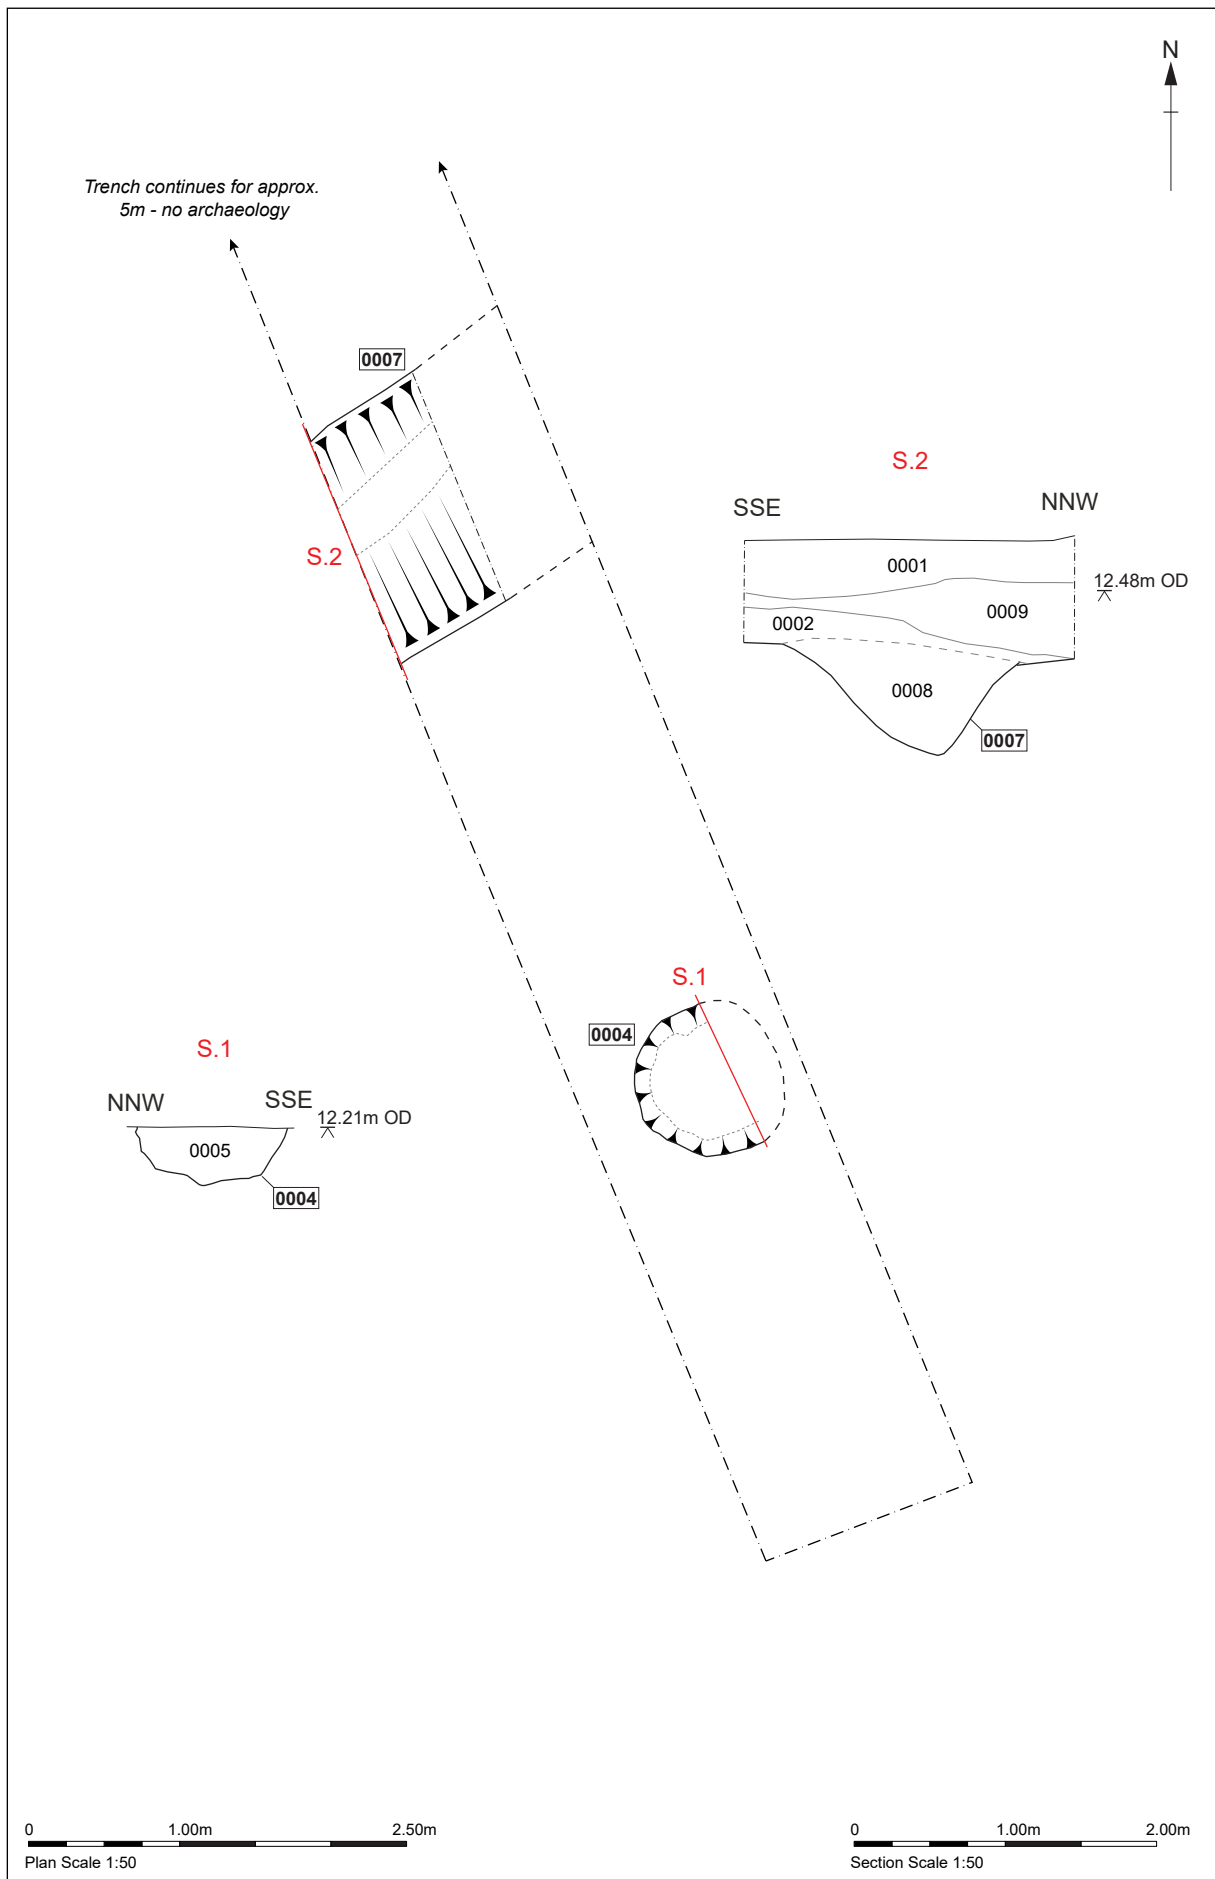 N
Trench continues for approx.
5m - no archaeology
0007
S.2
S.2
SSE
NNW
0001
12.48m OD
0009
0002
0008
0007
S.1
0004
S.1
NNW
SSE
12.21m OD
0005
0004
0 1.00m 2.50m
Plan Scale 1:50
0 1.00m 2.00m
Section Scale 1:50